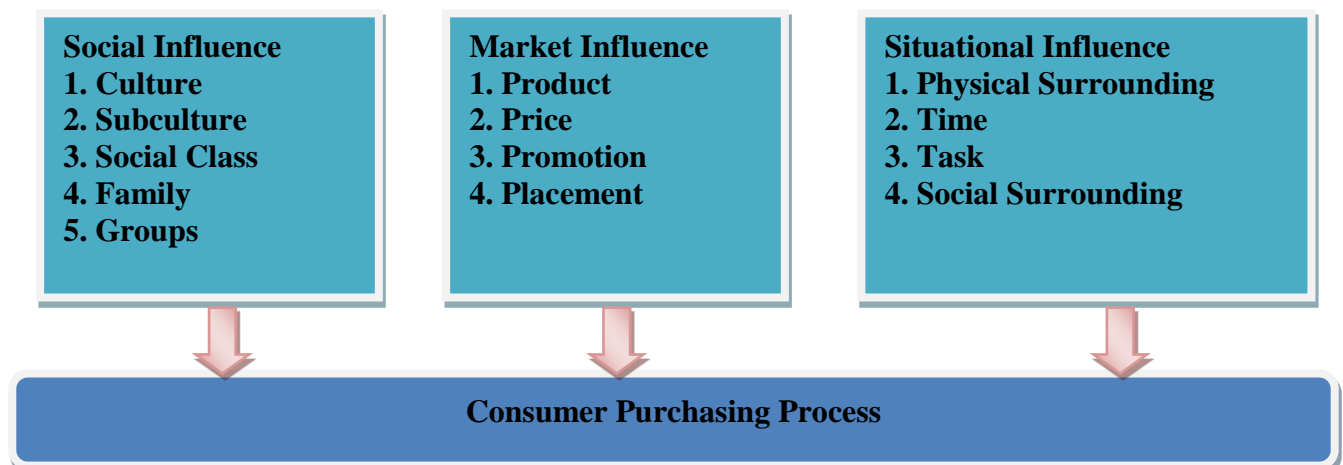 Social Influence
1. Culture
2. Subculture
3. Social Class
4. Family
5. Groups
Market Influence
1. Product
2. Price
3. Promotion
4. Placement
Situational Influence
1. Physical Surrounding
2. Time
3. Task
4. Social Surrounding
Consumer Purchasing Process